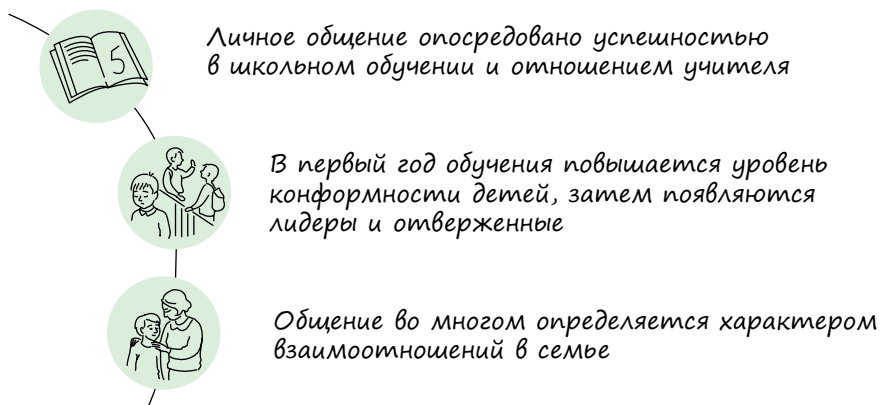 5
Личное общение опосредовано успешностью
в школьном обучении и отношением учителя
В первый год обучения повышается уровень
конформности детей, затем появляются
лидеры и отверженные
Общение во многом определяется характером
взаимоотношений в семье